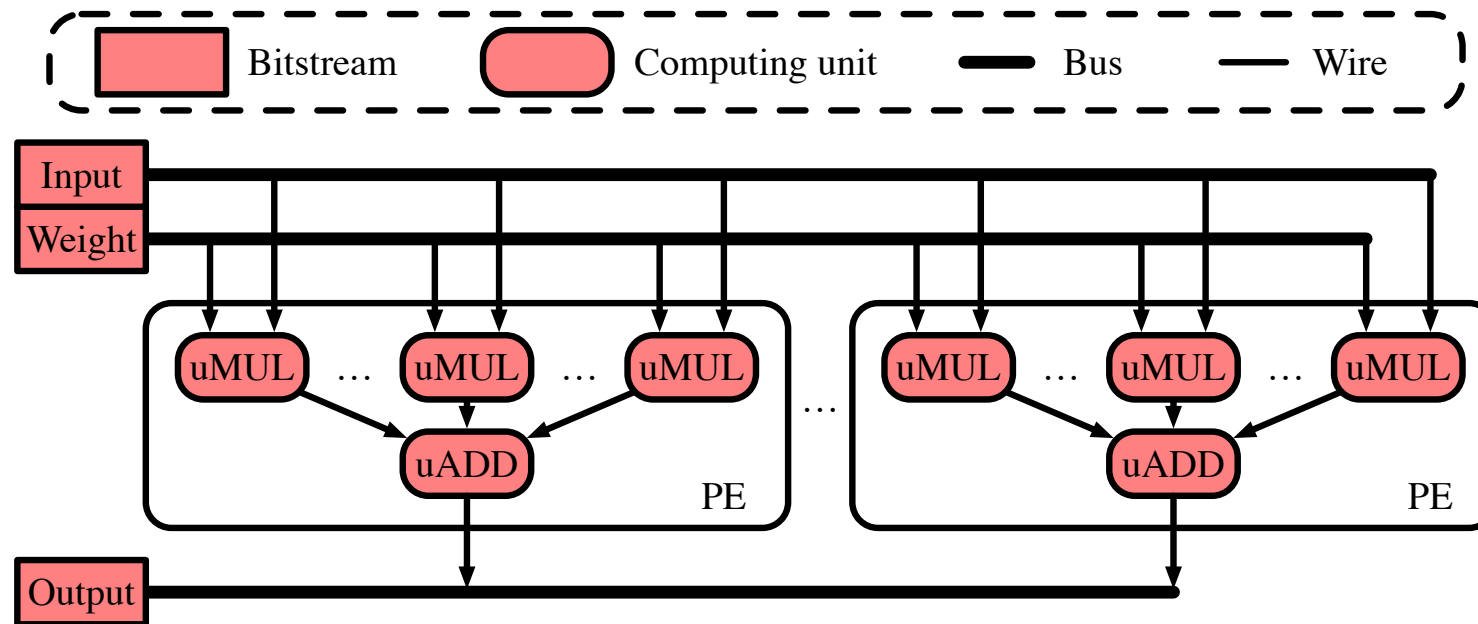 Bitstream Computing unit Bus Wire
Input
Weight
uMUL ... uMUL ... uMUL ... uMUL ... uMUL ... uMUL
uADD PE uADD PE
Output